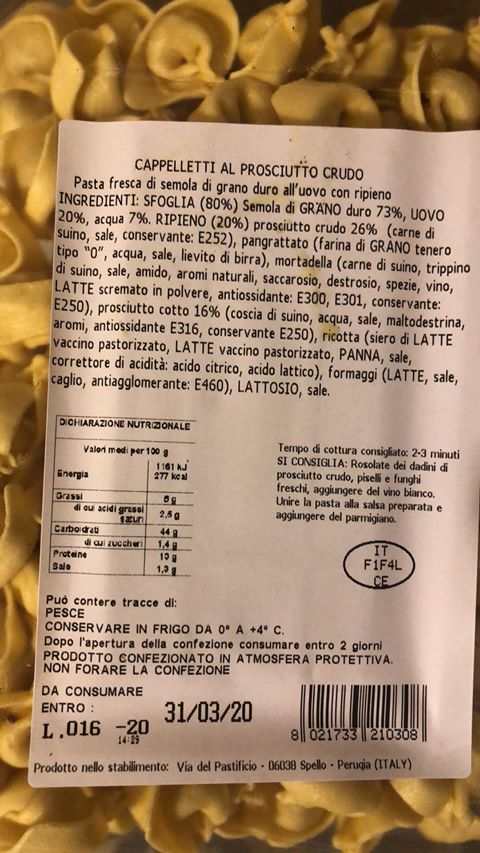 CAPPELLETTI AL PROSCIUTTO CRUDO
Pasta fresca di semola di grano duro all'uovo con ripieno
INGREDIENTI: SFOGLIA (80%) Semola di GRANO duro 73%, UOVO
20%, acqua 7%. RIPIENO (20%) prosciutto crudo 26% (carne di
suino, sale, conservante: E252), pangrattato (farina di GRANO tenero
tipo "0", acqua, sale, lievito di birra), mortadella (carne di suino, trippino
di suino, sale, amido, aromi naturali, saccarosio, destrosio, spezie, vino,
LATTE scremato in polvere, antiossidante: E300, E301, conservante:
E250), prosciutto cotto 16% (coscia di suino, acqua, sale, maltodestrina,
aromi, antiossidante E316, conservante E250), ricotta (siero di LATTE
vaccino pastorizzato, LATTE vaccino pastorizzato, PANNA, sale,
correttore di acidità: acido citrico, acido lattico), formaggi (LATTE, sale,
caglio, antiagglomerante: E460), LATTOSIO, sale.
DICHIARAZIONE NUTRIZIONALE
Valori medi per 100 g
Energia 1161 kJ
277 kcal
Grassi g
di cui acidi grassi
saturi 2,5 g
Carboidrati 44 g
di cui zuccheri 1,4 g
Proteine g
Sale g
Tempo di cottura consigliato: 2-3 minuti
SI CONSIGLIA: Rosolate dei dadini di
prosciutto crudo, piselli e funghi
freschi, aggiungere del vino bianco.
Unire la pasta alla salsa preparata e
aggiungere del parmigiano.
IT
F1F4L
CE
Può contere tracce di:
PESCE
CONSERVARE IN FRIGO DA 0° A +4° C.
Dopo l'apertura della confezione consumare entro 2 giorni
PRODOTTO CONFEZIONATO IN ATMOSFERA PROTETTIVA.
NON FORARE LA CONFEZIONE
DA CONSUMARE
ENTRO : 31/03/20
L.016 -20
14:29
8 021733 210308
Prodotto nello stabilimento: Via del Pastificio - 06038 Spello - Perugia (ITALY)